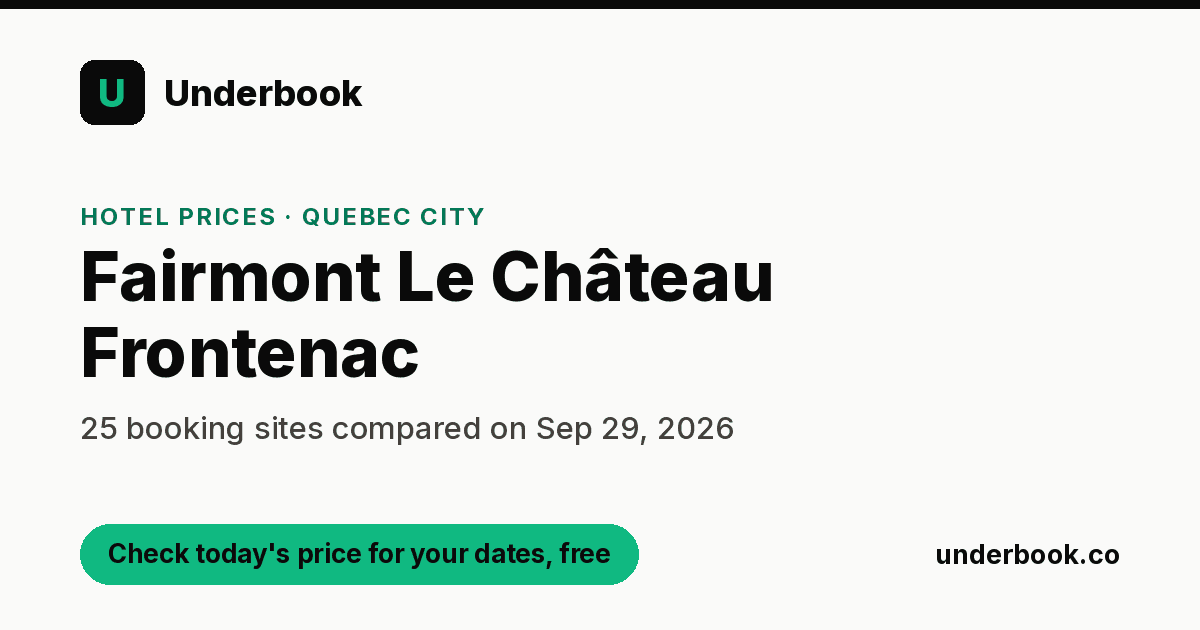 U Underbook
HOTEL PRICES · QUEBEC CITY
Fairmont Le Château
Frontenac
25 booking sites compared on Sep 29, 2026
Check today's price for your dates, free
underbook.co